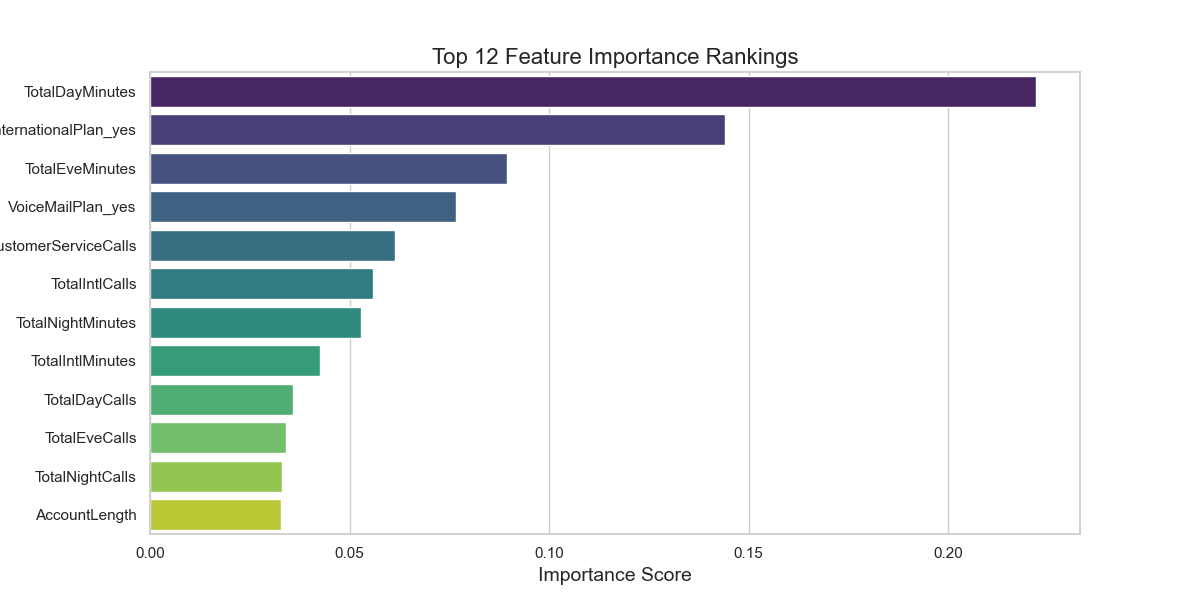 Top 12 Feature Importance Rankings
TotalDayMinutes
nternationalPlan_yes
TotalEveMinutes
VoiceMailPlan_yes
ustomerServiceCalls
TotalIntlCalls
TotalNightMinutes
TotalIntlMinutes
TotalDayCalls
TotalEveCalls
TotalNightCalls
AccountLength
0.00 0.05 0.10 0.15 0.20
Importance Score